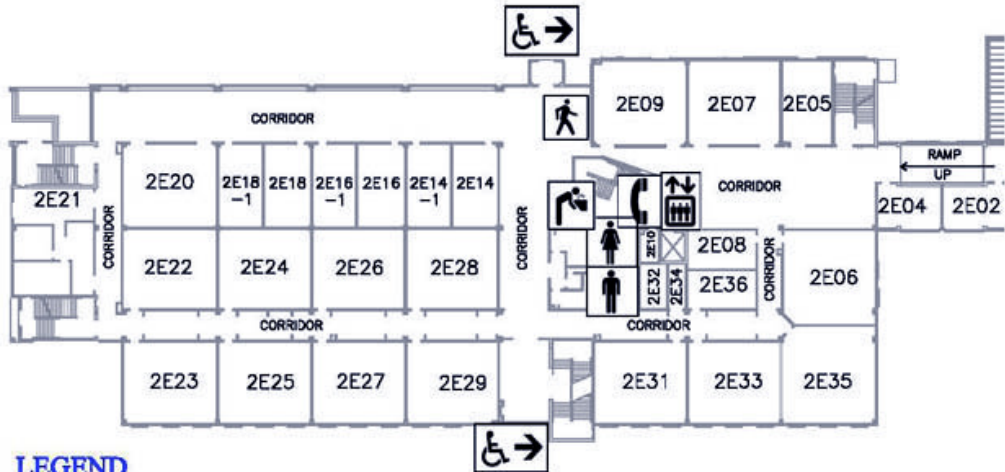 2E09
2E07
2E05
CORRIDOR
RAMP
UP
2E20
2E18
-1
2E18
2E16
-1
2E16
2E14
-1
2E14
CORRIDOR
2E21
2E04
2E02
CORRIDOR
CORRIDOR
2E10
2E08
CORRIDOR
2E22
2E24
2E26
2E28
2E06
2E32
2E34
2E36
CORRIDOR
CORRIDOR
2E23
2E25
2E27
2E29
2E31
2E33
2E35
LEGEND